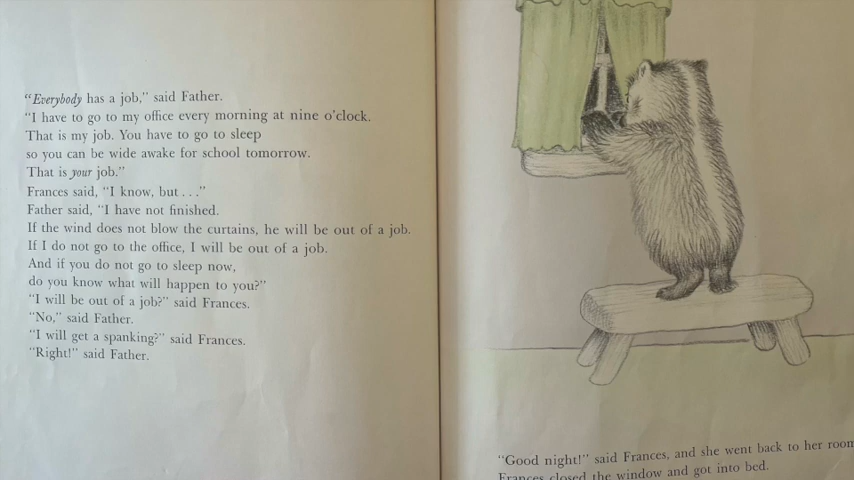 “Everybody has a job,” said Father.
“I have to go to my office every morning at nine o’clock.
That is my job. You have to go to sleep
so you can be wide awake for school tomorrow.
That is your job.”
Frances said, “I know, but . . .”
Father said, “I have not finished.
If the wind does not blow the curtains, he will be out of a job.
If I do not go to the office, I will be out of a job.
And if you do not go to sleep now,
do you know what will happen to you?”
“I will be out of a job?” said Frances.
“No,” said Father.
“I will get a spanking?” said Frances.
“Right!” said Father.
“Good night!” said Frances, and she went back to her room
Frances closed the window and got into bed.